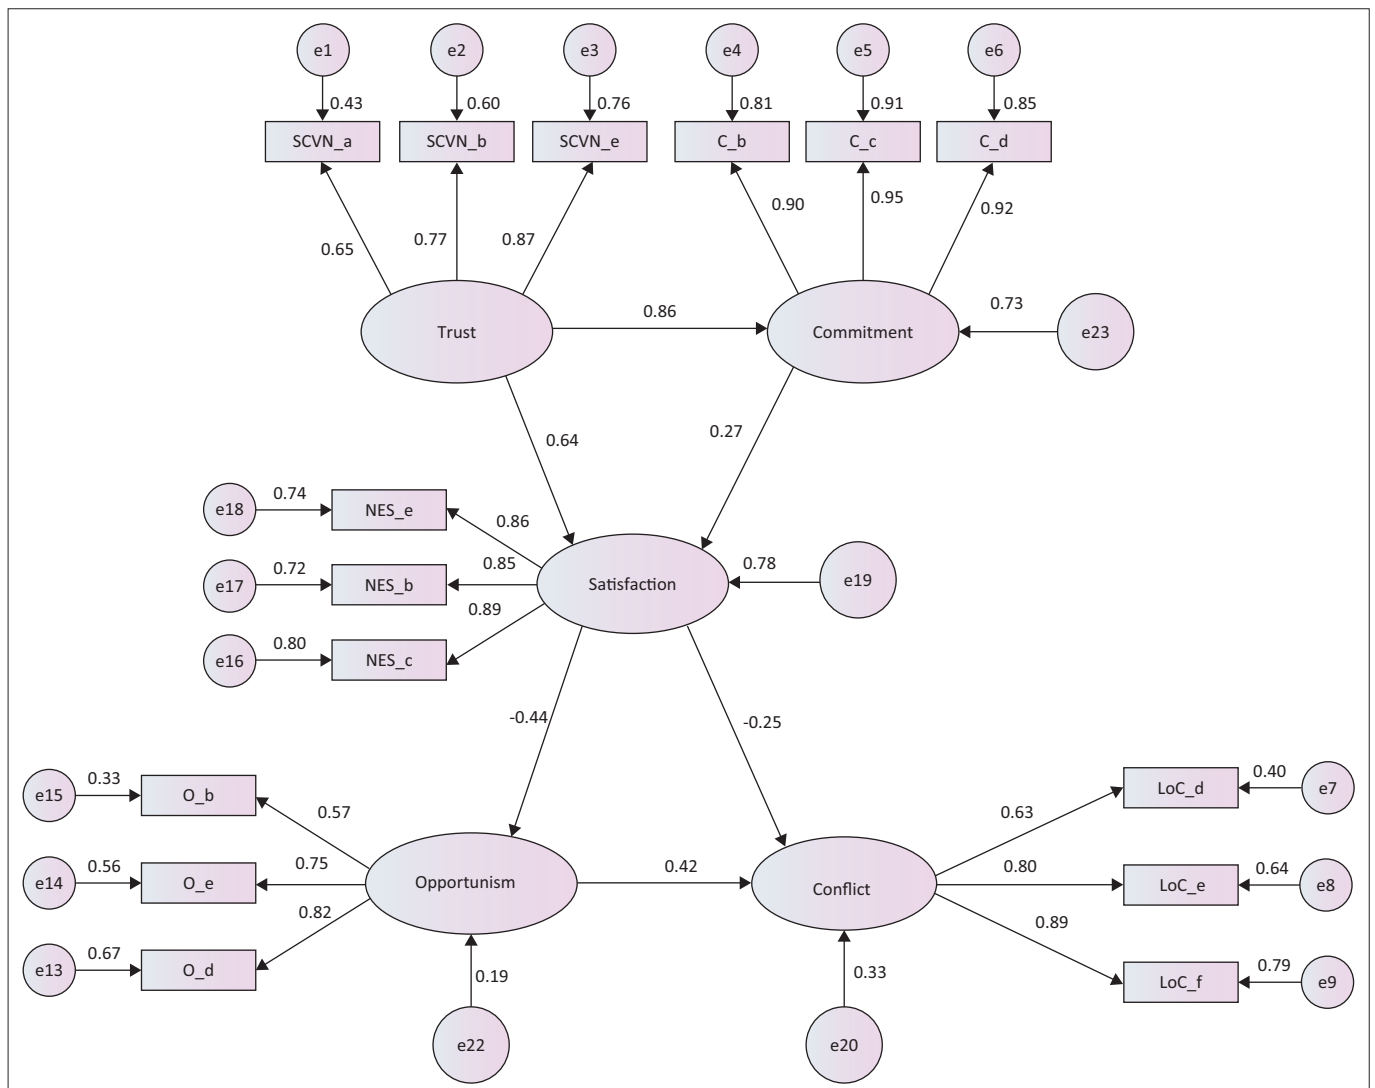 e1 e2 e3 e4 e5 e6
0.43 0.60 0.76 0.81 0.91 0.85
SCVN_a SCVN_b SCVN_e C_b C_c C_d
0.65 0.77 0.87 0.90 0.95 0.92
Trust 0.86 Commitment 0.73 e23
0.64 0.27
e18 0.74 NES_e 0.86
e17 0.72 NES_b 0.85 Satisfaction 0.78 e19
e16 0.80 NES_c 0.89
-0.44 -0.25
e15 0.33 O_b 0.57 0.63 LoC_d 0.40 e7
e14 0.56 O_e 0.75 Opportunism 0.42 Conflict 0.80 LoC_e 0.64 e8
e13 0.67 O_d 0.82 0.89 LoC_f 0.79 e9
0.19 0.33
e22 e20